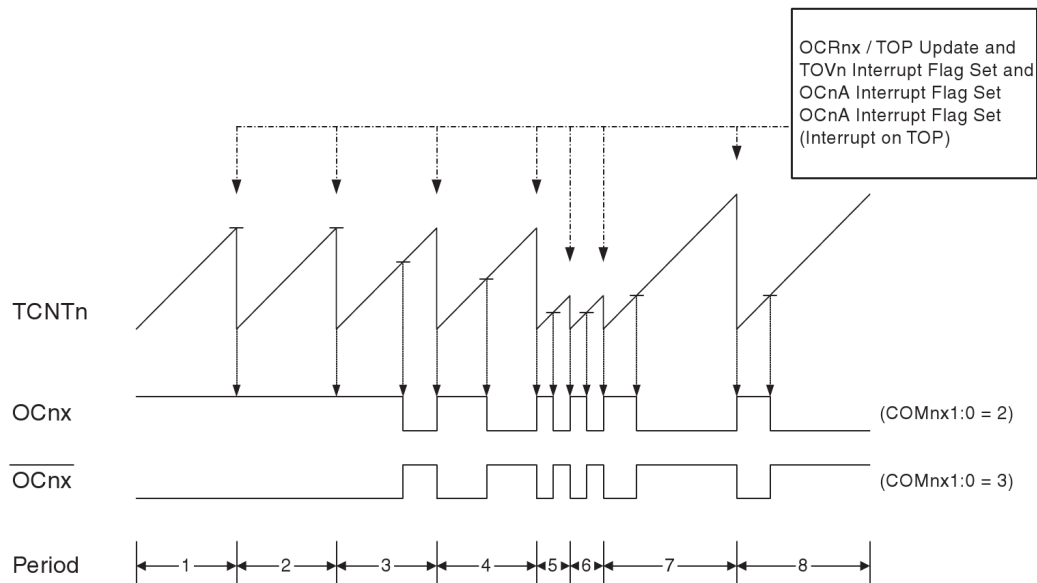 OCRnx / TOP Update and
TOVn Interrupt Flag Set and
OCnA Interrupt Flag Set
OCnA Interrupt Flag Set
(Interrupt on TOP)
TCNTn
OCnx
(COMnx1:0 = 2)
OCnx
(COMnx1:0 = 3)
Period
1
2
3
4
5
6
7
8